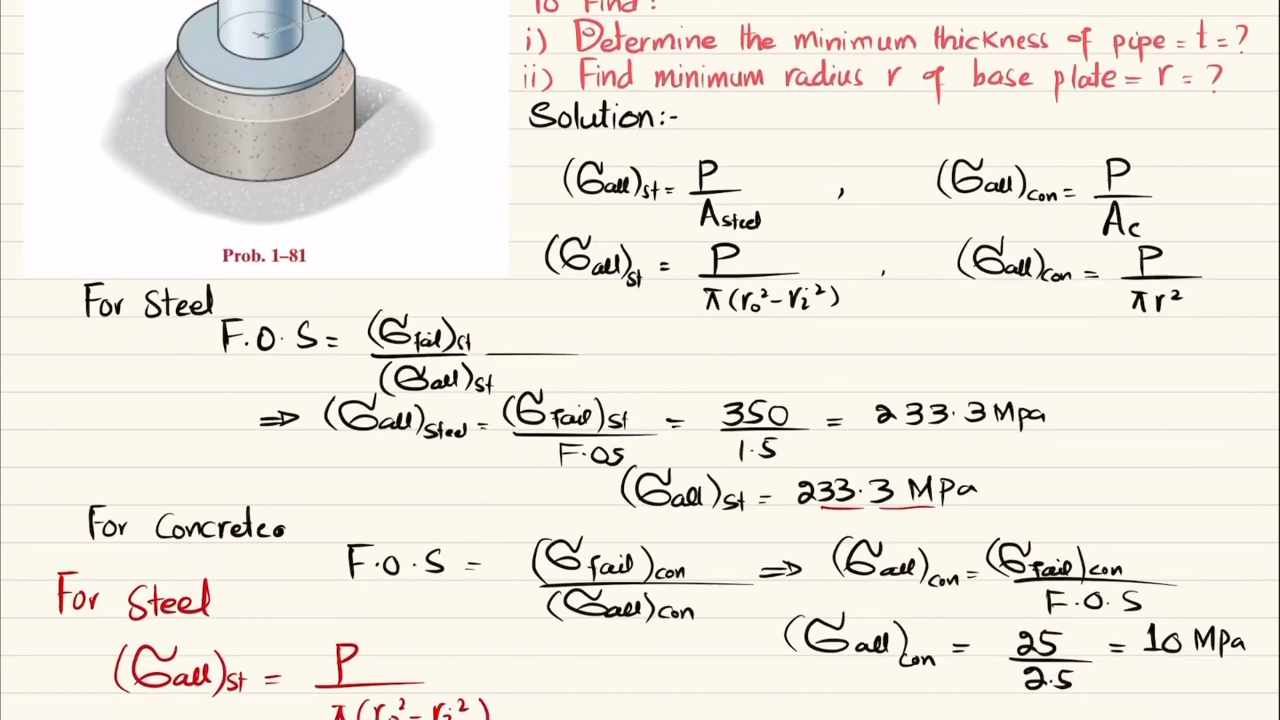 To Find:
i) Determine the minimum thickness of pipe = t = ?
ii) Find minimum radius r of base plate = r = ?
Solution:-
(σall)st = P / Asteel , (σall)con = P / Ac
(σall)st = P / π(ro² - ri²) , (σall)con = P / πr²
Prob. 1–81
For Steel
F.O.S = (σfail)st / (σall)st
⇒ (σall)steel = (σfail)st / F.OS = 350 / 1.5 = 233.3 Mpa
(σall)st = 233.3 MPa
For Concrete
F.O.S = (σfail)con / (σall)con ⇒ (σall)con = (σfail)con / F.O.S
(σall)con = 25 / 2.5 = 10 MPa
For Steel
(σall)st = P / π(ro² - ri²)